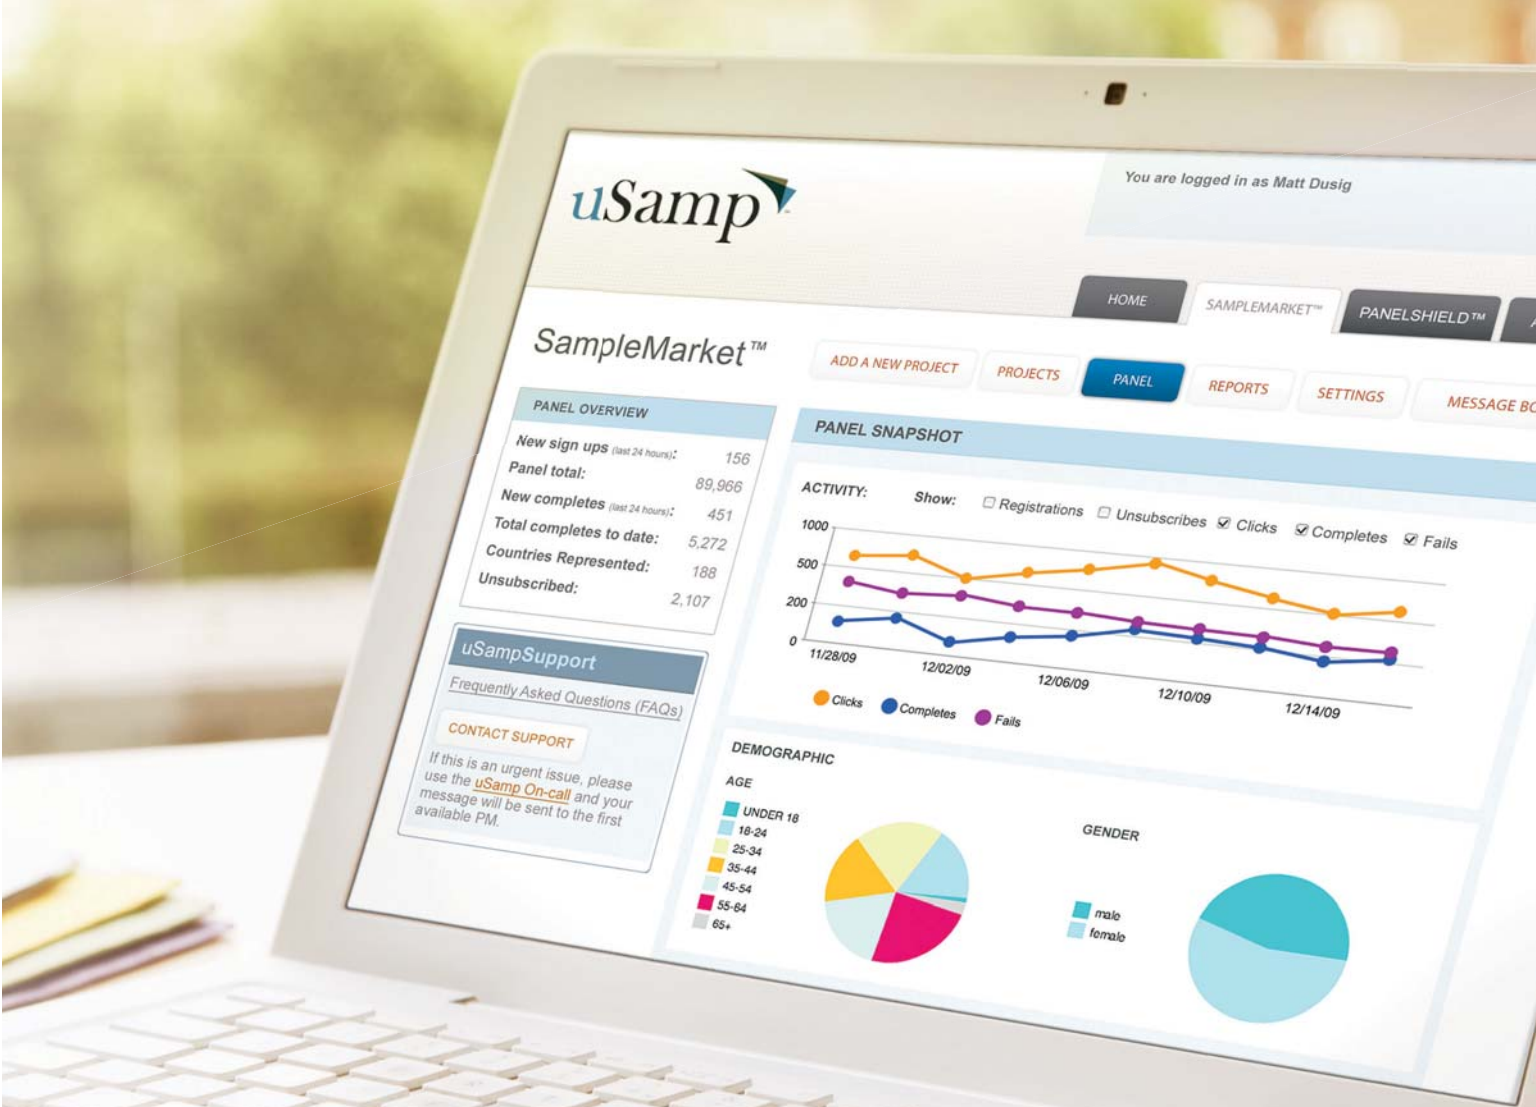 uSamp
You are logged in as Matt Dusig
HOME
SAMPLEMARKET™
PANELSHIELD™
SampleMarket™
ADD A NEW PROJECT
PROJECTS
PANEL
REPORTS
SETTINGS
MESSAGE BO
PANEL OVERVIEW
New sign ups (last 24 hours): 156
Panel total: 89,966
New completes (last 24 hours): 451
Total completes to date: 5,272
Countries Represented: 188
Unsubscribed: 2,107
uSampSupport
Frequently Asked Questions (FAQs)
CONTACT SUPPORT
If this is an urgent issue, please
use the uSamp On-call and your
message will be sent to the first
available PM.
PANEL SNAPSHOT
ACTIVITY: Show: Registrations Unsubscribes Clicks Completes Fails
1000
500
200
0
11/28/09 12/02/09 12/06/09 12/10/09 12/14/09
Clicks Completes Fails
DEMOGRAPHIC
AGE
UNDER 18
18-24
25-34
35-44
45-54
55-64
65+
GENDER
male
female